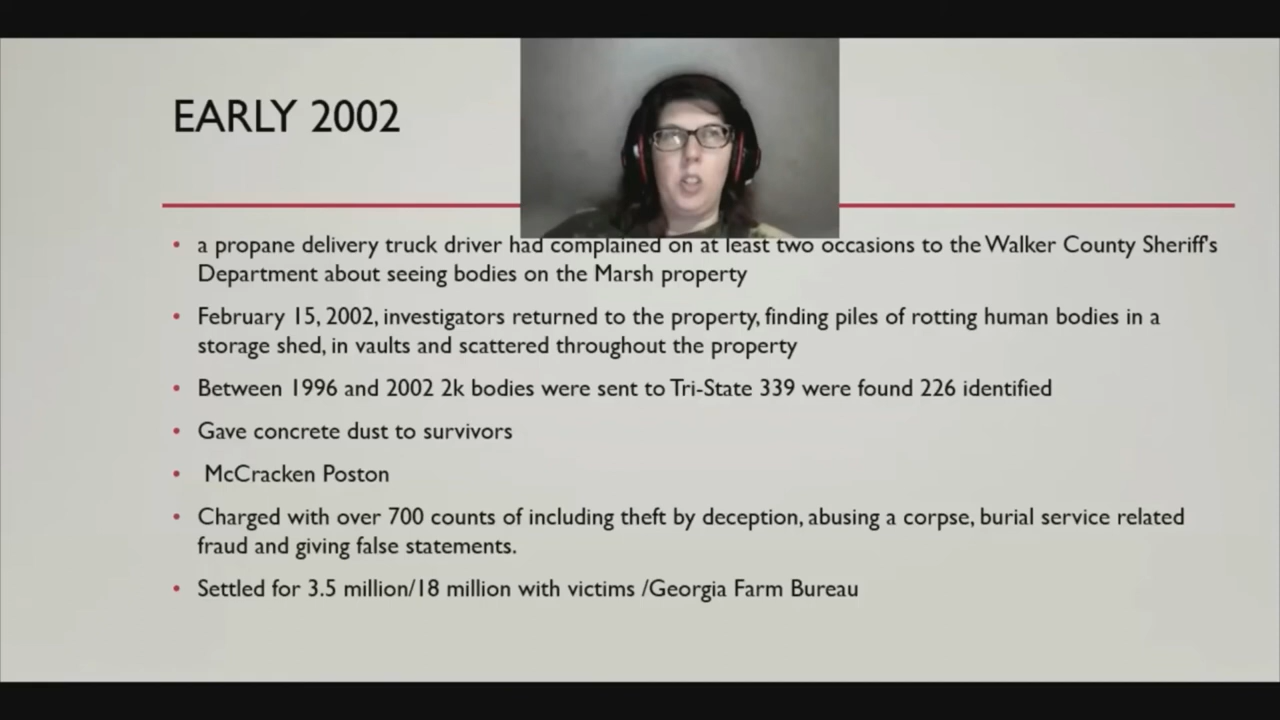 EARLY 2002
a propane delivery truck driver had complained on at least two occasions to the Walker County Sheriff's
Department about seeing bodies on the Marsh property
February 15, 2002, investigators returned to the property, finding piles of rotting human bodies in a
storage shed, in vaults and scattered throughout the property
Between 1996 and 2002 2k bodies were sent to Tri-State 339 were found 226 identified
Gave concrete dust to survivors
McCracken Poston
Charged with over 700 counts of including theft by deception, abusing a corpse, burial service related
fraud and giving false statements.
Settled for 3.5 million/18 million with victims /Georgia Farm Bureau